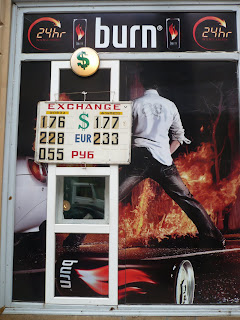 24hr burn 24hr
$
EXCHANGE
176 $ 177
228 EUR 233
055 РУБ
burn